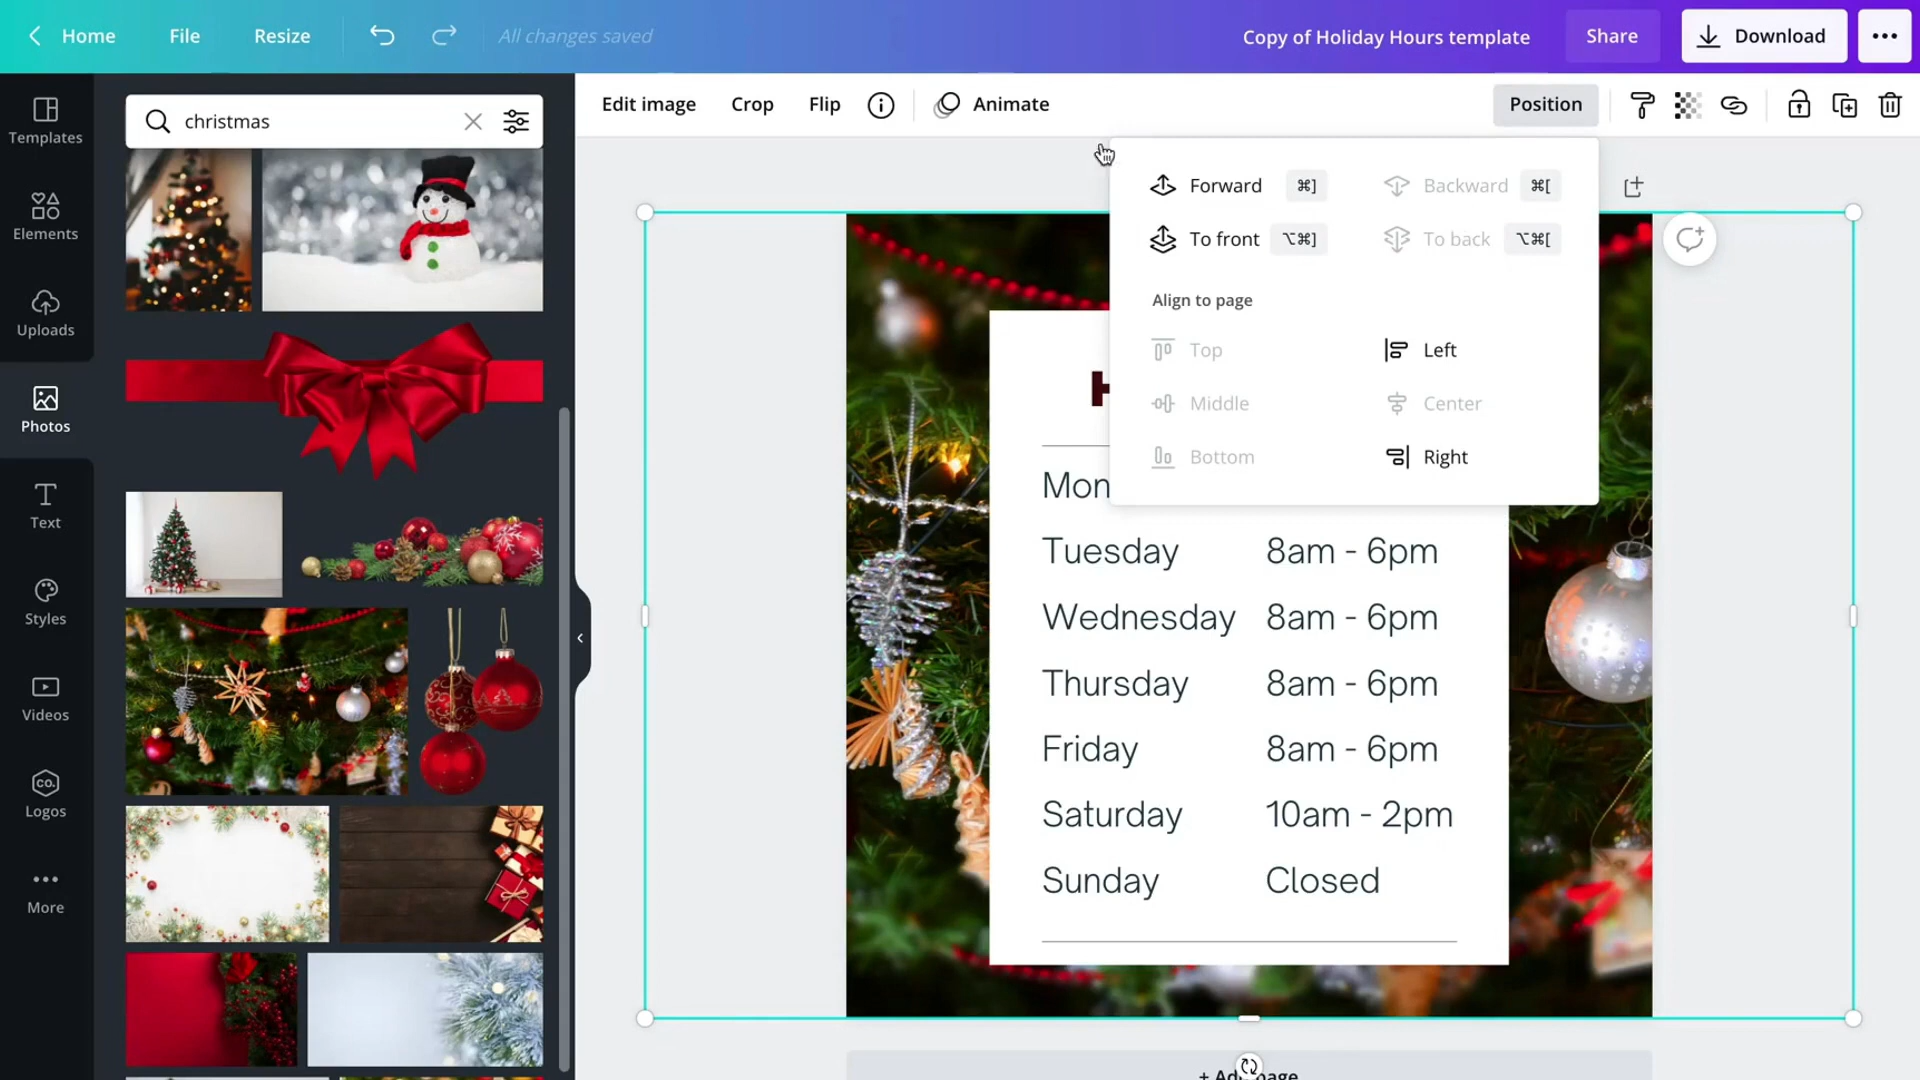 Home File Resize All changes saved Copy of Holiday Hours template Share Download
christmas
Edit image Crop Flip Animate Position
Templates
Elements
Uploads
Photos
Text
Styles
Videos
CO.
Logos
More
Forward ⌘] Backward ⌘[
To front ⌥⌘] To back ⌥⌘[
Align to page
Top Left
Middle Center
Bottom Right
H
Mon
Tuesday 8am - 6pm
Wednesday 8am - 6pm
Thursday 8am - 6pm
Friday 8am - 6pm
Saturday 10am - 2pm
Sunday Closed
+ Add page